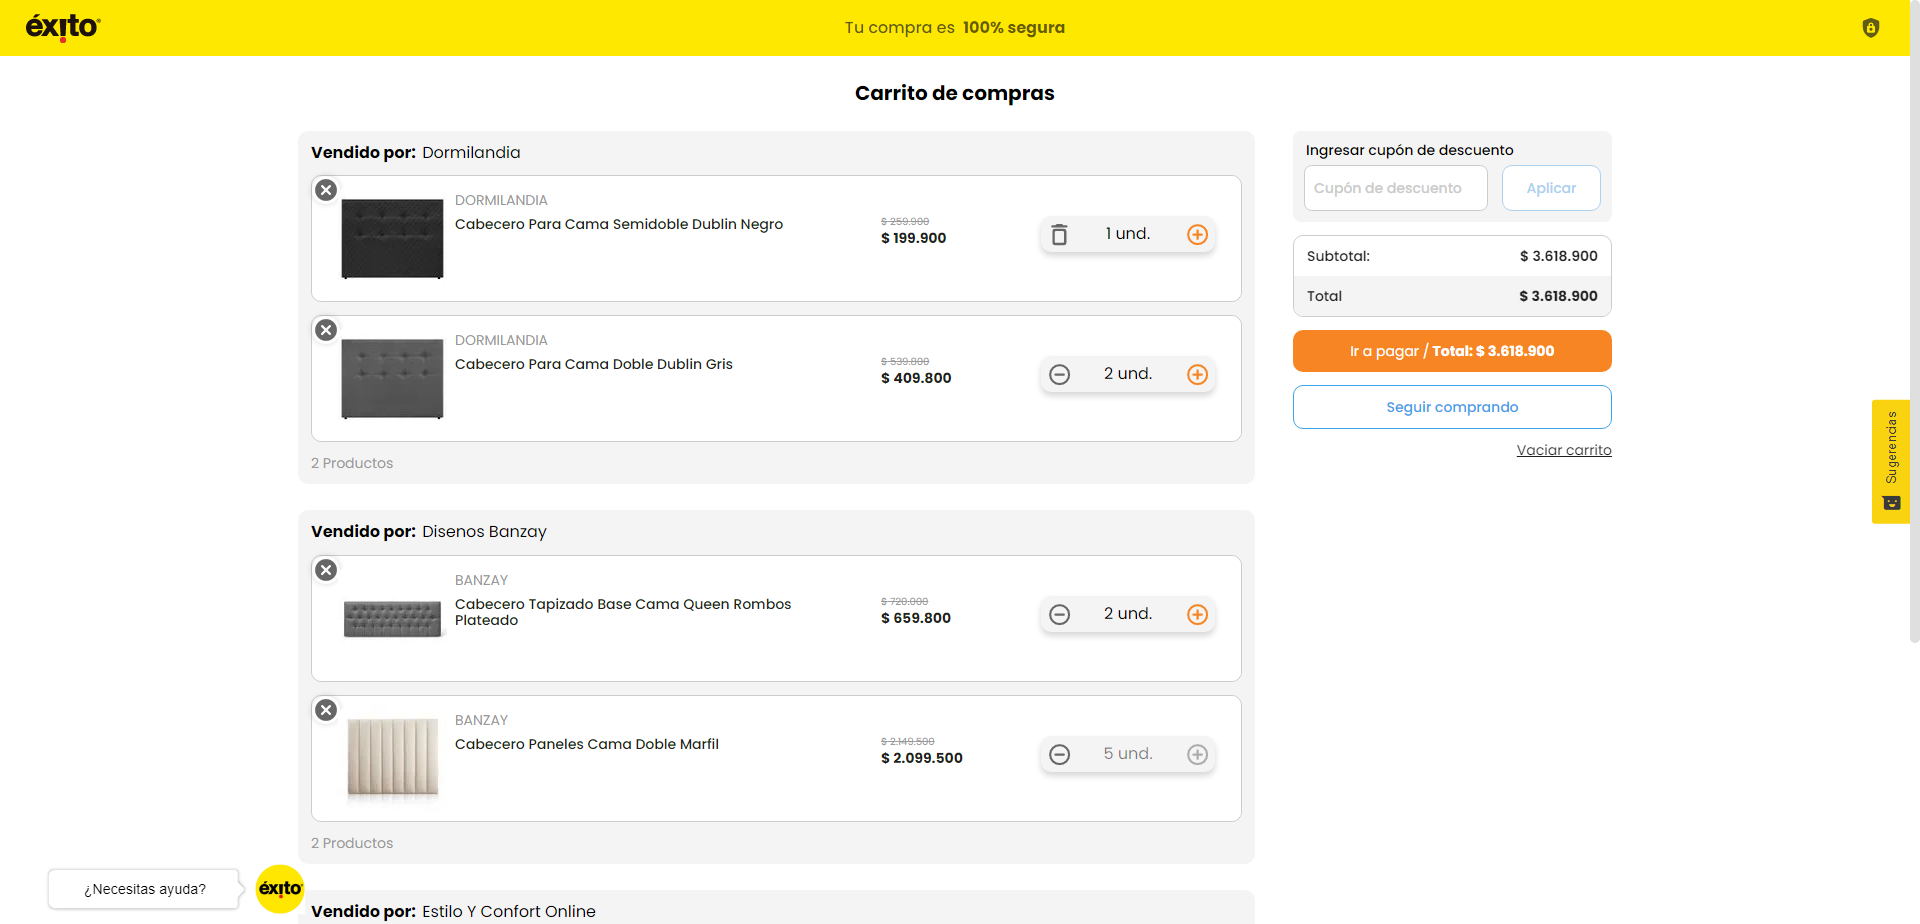 éxito
Tu compra es 100% segura
Carrito de compras
Vendido por: Dormilandia
DORMILANDIA
Cabecero Para Cama Semidoble Dublin Negro
$ 259.900
$ 199.900
1 und.
DORMILANDIA
Cabecero Para Cama Doble Dublin Gris
$ 539.800
$ 409.800
2 und.
2 Productos
Vendido por: Disenos Banzay
BANZAY
Cabecero Tapizado Base Cama Queen Rombos
Plateado
$ 720.000
$ 659.800
2 und.
BANZAY
Cabecero Paneles Cama Doble Marfil
$ 2.149.500
$ 2.099.500
5 und.
2 Productos
Vendido por: Estilo Y Confort Online
Ingresar cupón de descuento
Cupón de descuento
Aplicar
Subtotal: $ 3.618.900
Total $ 3.618.900
Ir a pagar / Total: $ 3.618.900
Seguir comprando
Vaciar carrito
Sugerencias
¿Necesitas ayuda?
éxito